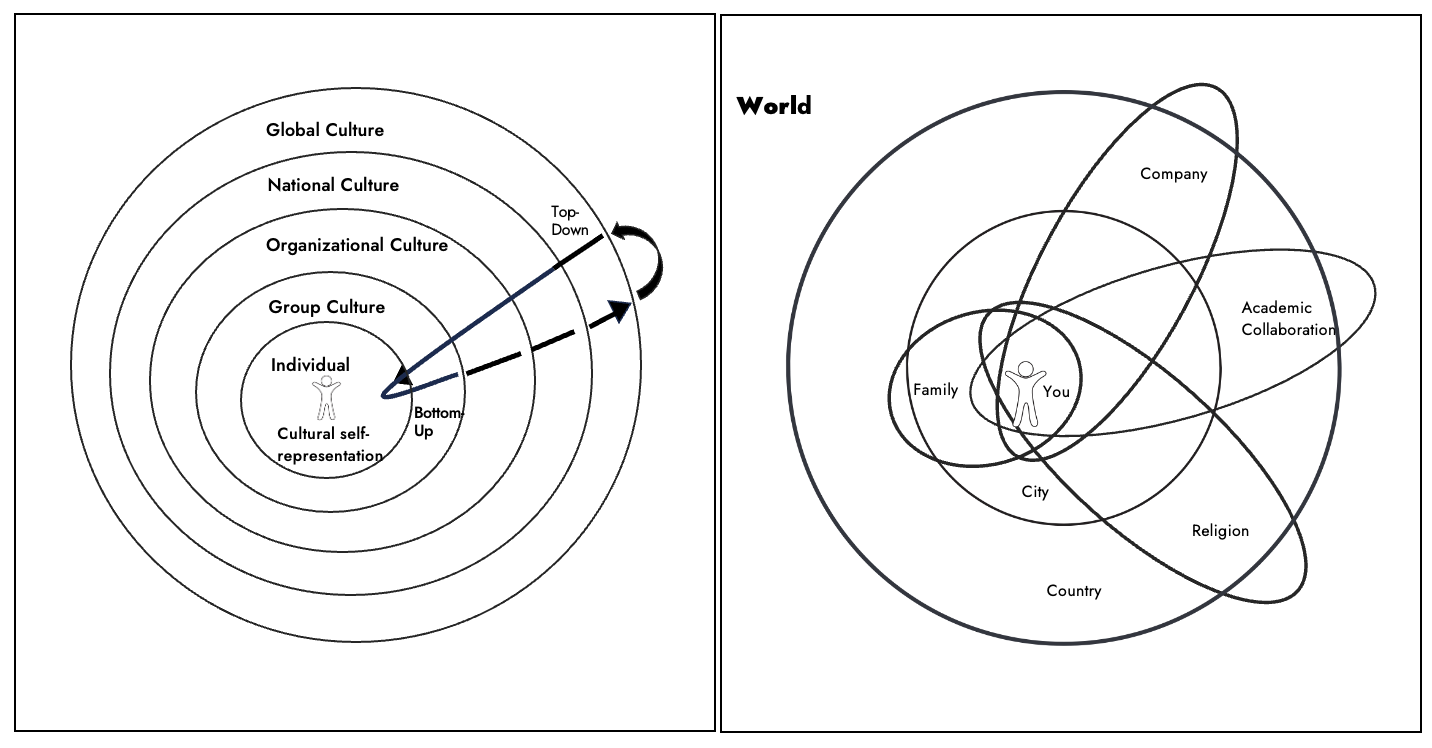 Global Culture
National Culture
Top-
Down
Organizational Culture
Group Culture
Individual
Bottom-
Up
Cultural self-
representation
World
Company
Academic
Collaboration
Family
You
City
Religion
Country